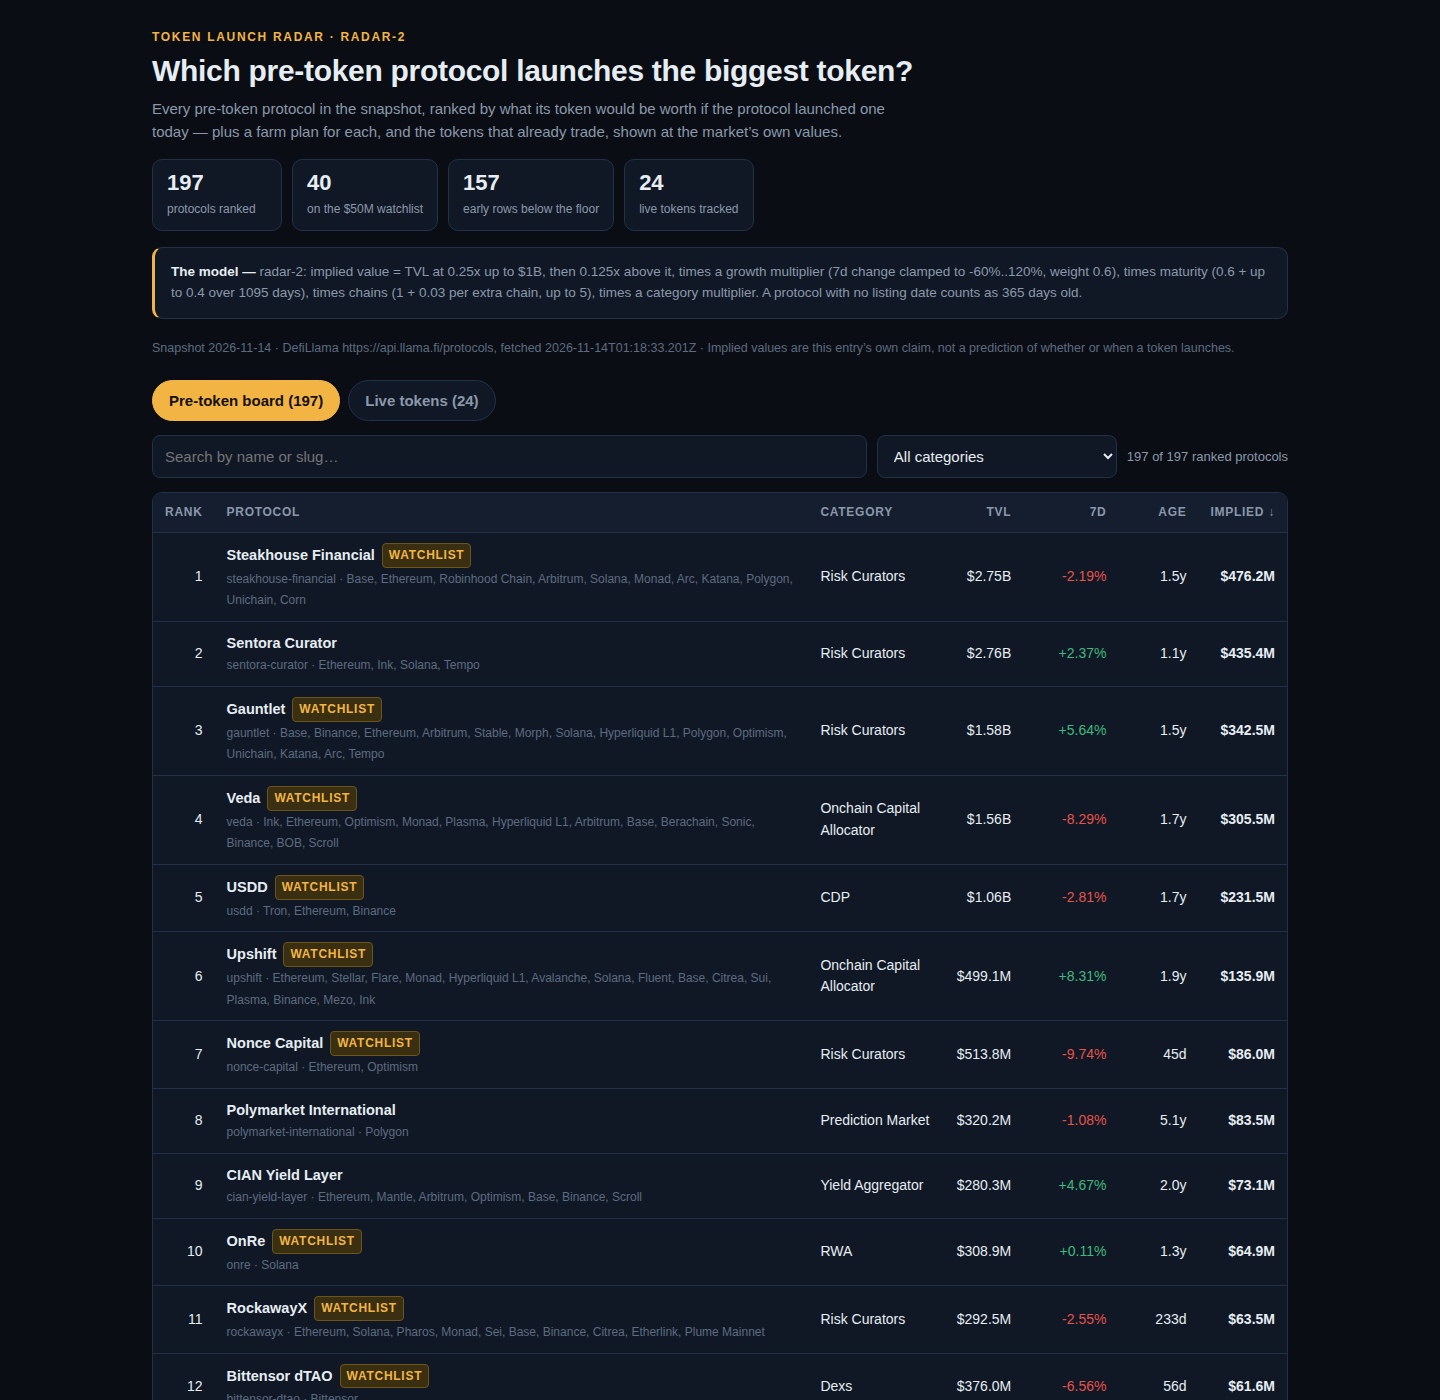 TOKEN LAUNCH RADAR · RADAR-2
Which pre-token protocol launches the biggest token?
Every pre-token protocol in the snapshot, ranked by what its token would be worth if the protocol launched one
today — plus a farm plan for each, and the tokens that already trade, shown at the market’s own values.
197 40 157 24
protocols ranked on the $50M watchlist early rows below the floor live tokens tracked
The model — radar-2: implied value = TVL at 0.25x up to $1B, then 0.125x above it, times a growth multiplier (7d change clamped to -60%..120%, weight 0.6), times maturity (0.6 + up
to 0.4 over 1095 days), times chains (1 + 0.03 per extra chain, up to 5), times a category multiplier. A protocol with no listing date counts as 365 days old.
Snapshot 2026-11-14 · DefiLlama https://api.llama.fi/protocols, fetched 2026-11-14T01:18:33.201Z · Implied values are this entry’s own claim, not a prediction of whether or when a token launches.
Pre-token board (197) Live tokens (24)
Search by name or slug… All categories 197 of 197 ranked protocols
RANK PROTOCOL CATEGORY TVL 7D AGE IMPLIED ↓
Steakhouse Financial WATCHLIST
1 Risk Curators $2.75B -2.19% 1.5y $476.2M
steakhouse-financial · Base, Ethereum, Robinhood Chain, Arbitrum, Solana, Monad, Arc, Katana, Polygon,
Unichain, Corn
Sentora Curator
2 Risk Curators $2.76B +2.37% 1.1y $435.4M
sentora-curator · Ethereum, Ink, Solana, Tempo
Gauntlet WATCHLIST
3 Risk Curators $1.58B +5.64% 1.5y $342.5M
gauntlet · Base, Binance, Ethereum, Arbitrum, Stable, Morph, Solana, Hyperliquid L1, Polygon, Optimism,
Unichain, Katana, Arc, Tempo
Veda WATCHLIST
4 Onchain Capital Allocator $1.56B -8.29% 1.7y $305.5M
veda · Ink, Ethereum, Optimism, Monad, Plasma, Hyperliquid L1, Arbitrum, Base, Berachain, Sonic,
Binance, BOB, Scroll
USDD WATCHLIST
5 CDP $1.06B -2.81% 1.7y $231.5M
usdd · Tron, Ethereum, Binance
Upshift WATCHLIST
6 Onchain Capital Allocator $499.1M +8.31% 1.9y $135.9M
upshift · Ethereum, Stellar, Flare, Monad, Hyperliquid L1, Avalanche, Solana, Fluent, Base, Citrea, Sui,
Plasma, Binance, Mezo, Ink
Nonce Capital WATCHLIST
7 Risk Curators $513.8M -9.74% 45d $86.0M
nonce-capital · Ethereum, Optimism
Polymarket International
8 Prediction Market $320.2M -1.08% 5.1y $83.5M
polymarket-international · Polygon
CIAN Yield Layer
9 Yield Aggregator $280.3M +4.67% 2.0y $73.1M
cian-yield-layer · Ethereum, Mantle, Arbitrum, Optimism, Base, Binance, Scroll
OnRe WATCHLIST
10 RWA $308.9M +0.11% 1.3y $64.9M
onre · Solana
RockawayX WATCHLIST
11 Risk Curators $292.5M -2.55% 233d $63.5M
rockawayx · Ethereum, Solana, Pharos, Monad, Sei, Base, Binance, Citrea, Etherlink, Plume Mainnet
Bittensor dTAO WATCHLIST
12 Dexs $376.0M -6.56% 56d $61.6M
bittensor-dtao · Bittensor